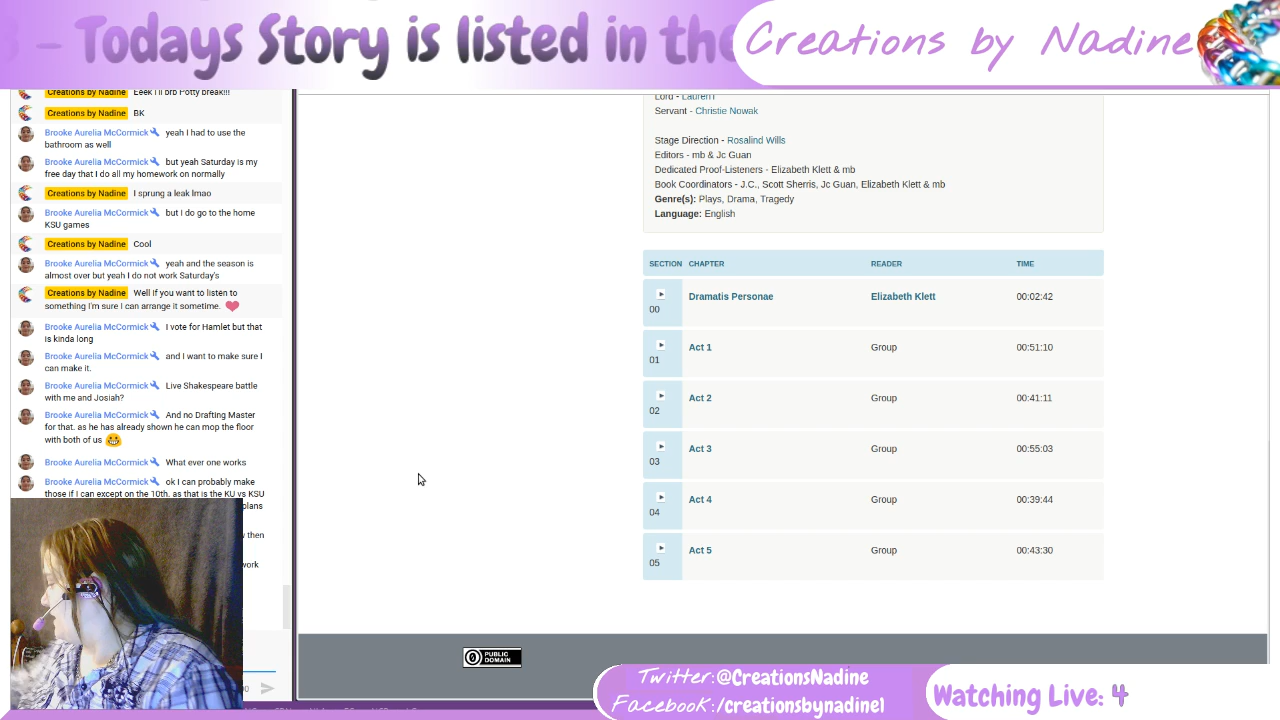 – Todays Story is listed in the
Creations by Nadine
Creations by Nadine Eeek I'll brb Potty break!!!
Creations by Nadine BK
Brooke Aurelia McCormick yeah I had to use the
bathroom as well
Brooke Aurelia McCormick but yeah Saturday is my
free day that I do all my homework on normally
Creations by Nadine I sprung a leak lmao
Brooke Aurelia McCormick but I do go to the home
KSU games
Creations by Nadine Cool
Brooke Aurelia McCormick yeah and the season is
almost over but yeah I do not work Saturday's
Creations by Nadine Well If you want to listen to
something I'm sure I can arrange it sometime. ❤
Brooke Aurelia McCormick I vote for Hamlet but that
is kinda long
Brooke Aurelia McCormick and I want to make sure I
can make it.
Brooke Aurelia McCormick Live Shakespeare battle
with me and Josiah?
Brooke Aurelia McCormick And no Drafting Master
for that. as he has already shown he can mop the floor
with both of us 😀
Brooke Aurelia McCormick What ever one works
Brooke Aurelia McCormick ok I can probably make
those if I can except on the 10th. as that is the KU vs KSU
plans
then
Lord - Lauren I
Servant - Christie Nowak
Stage Direction - Rosalind Wills
Editors - mb & Jc Guan
Dedicated Proof-Listeners - Elizabeth Klett & mb
Book Coordinators - J.C., Scott Sherris, Jc Guan, Elizabeth Klett & mb
Genre(s): Plays, Drama, Tragedy
Language: English
SECTION CHAPTER READER TIME
00 Dramatis Personae Elizabeth Klett 00:02:42
01 Act 1 Group 00:51:10
02 Act 2 Group 00:41:11
03 Act 3 Group 00:55:03
04 Act 4 Group 00:39:44
05 Act 5 Group 00:43:30
PUBLIC
DOMAIN
Twitter:@CreationsNadine
Facebook:/creationsbynadine1
Watching Live: 4